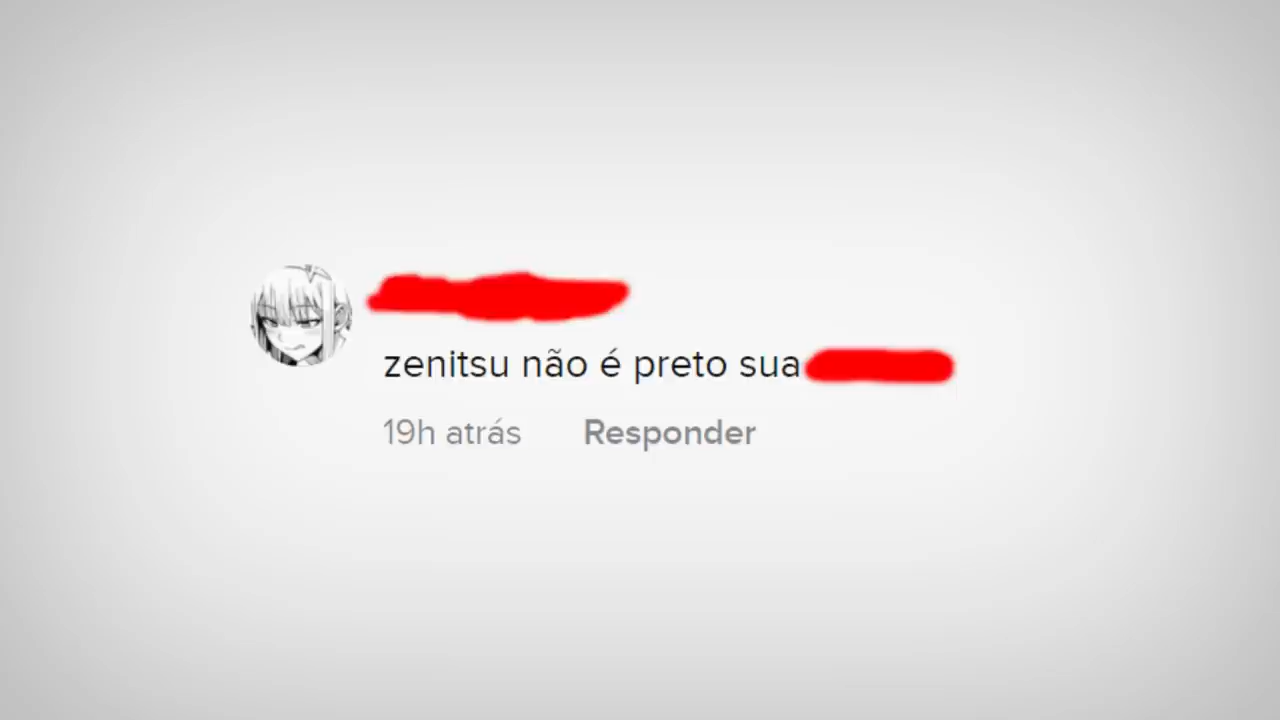 zenitsu não é preto sua
19h atrás Responder